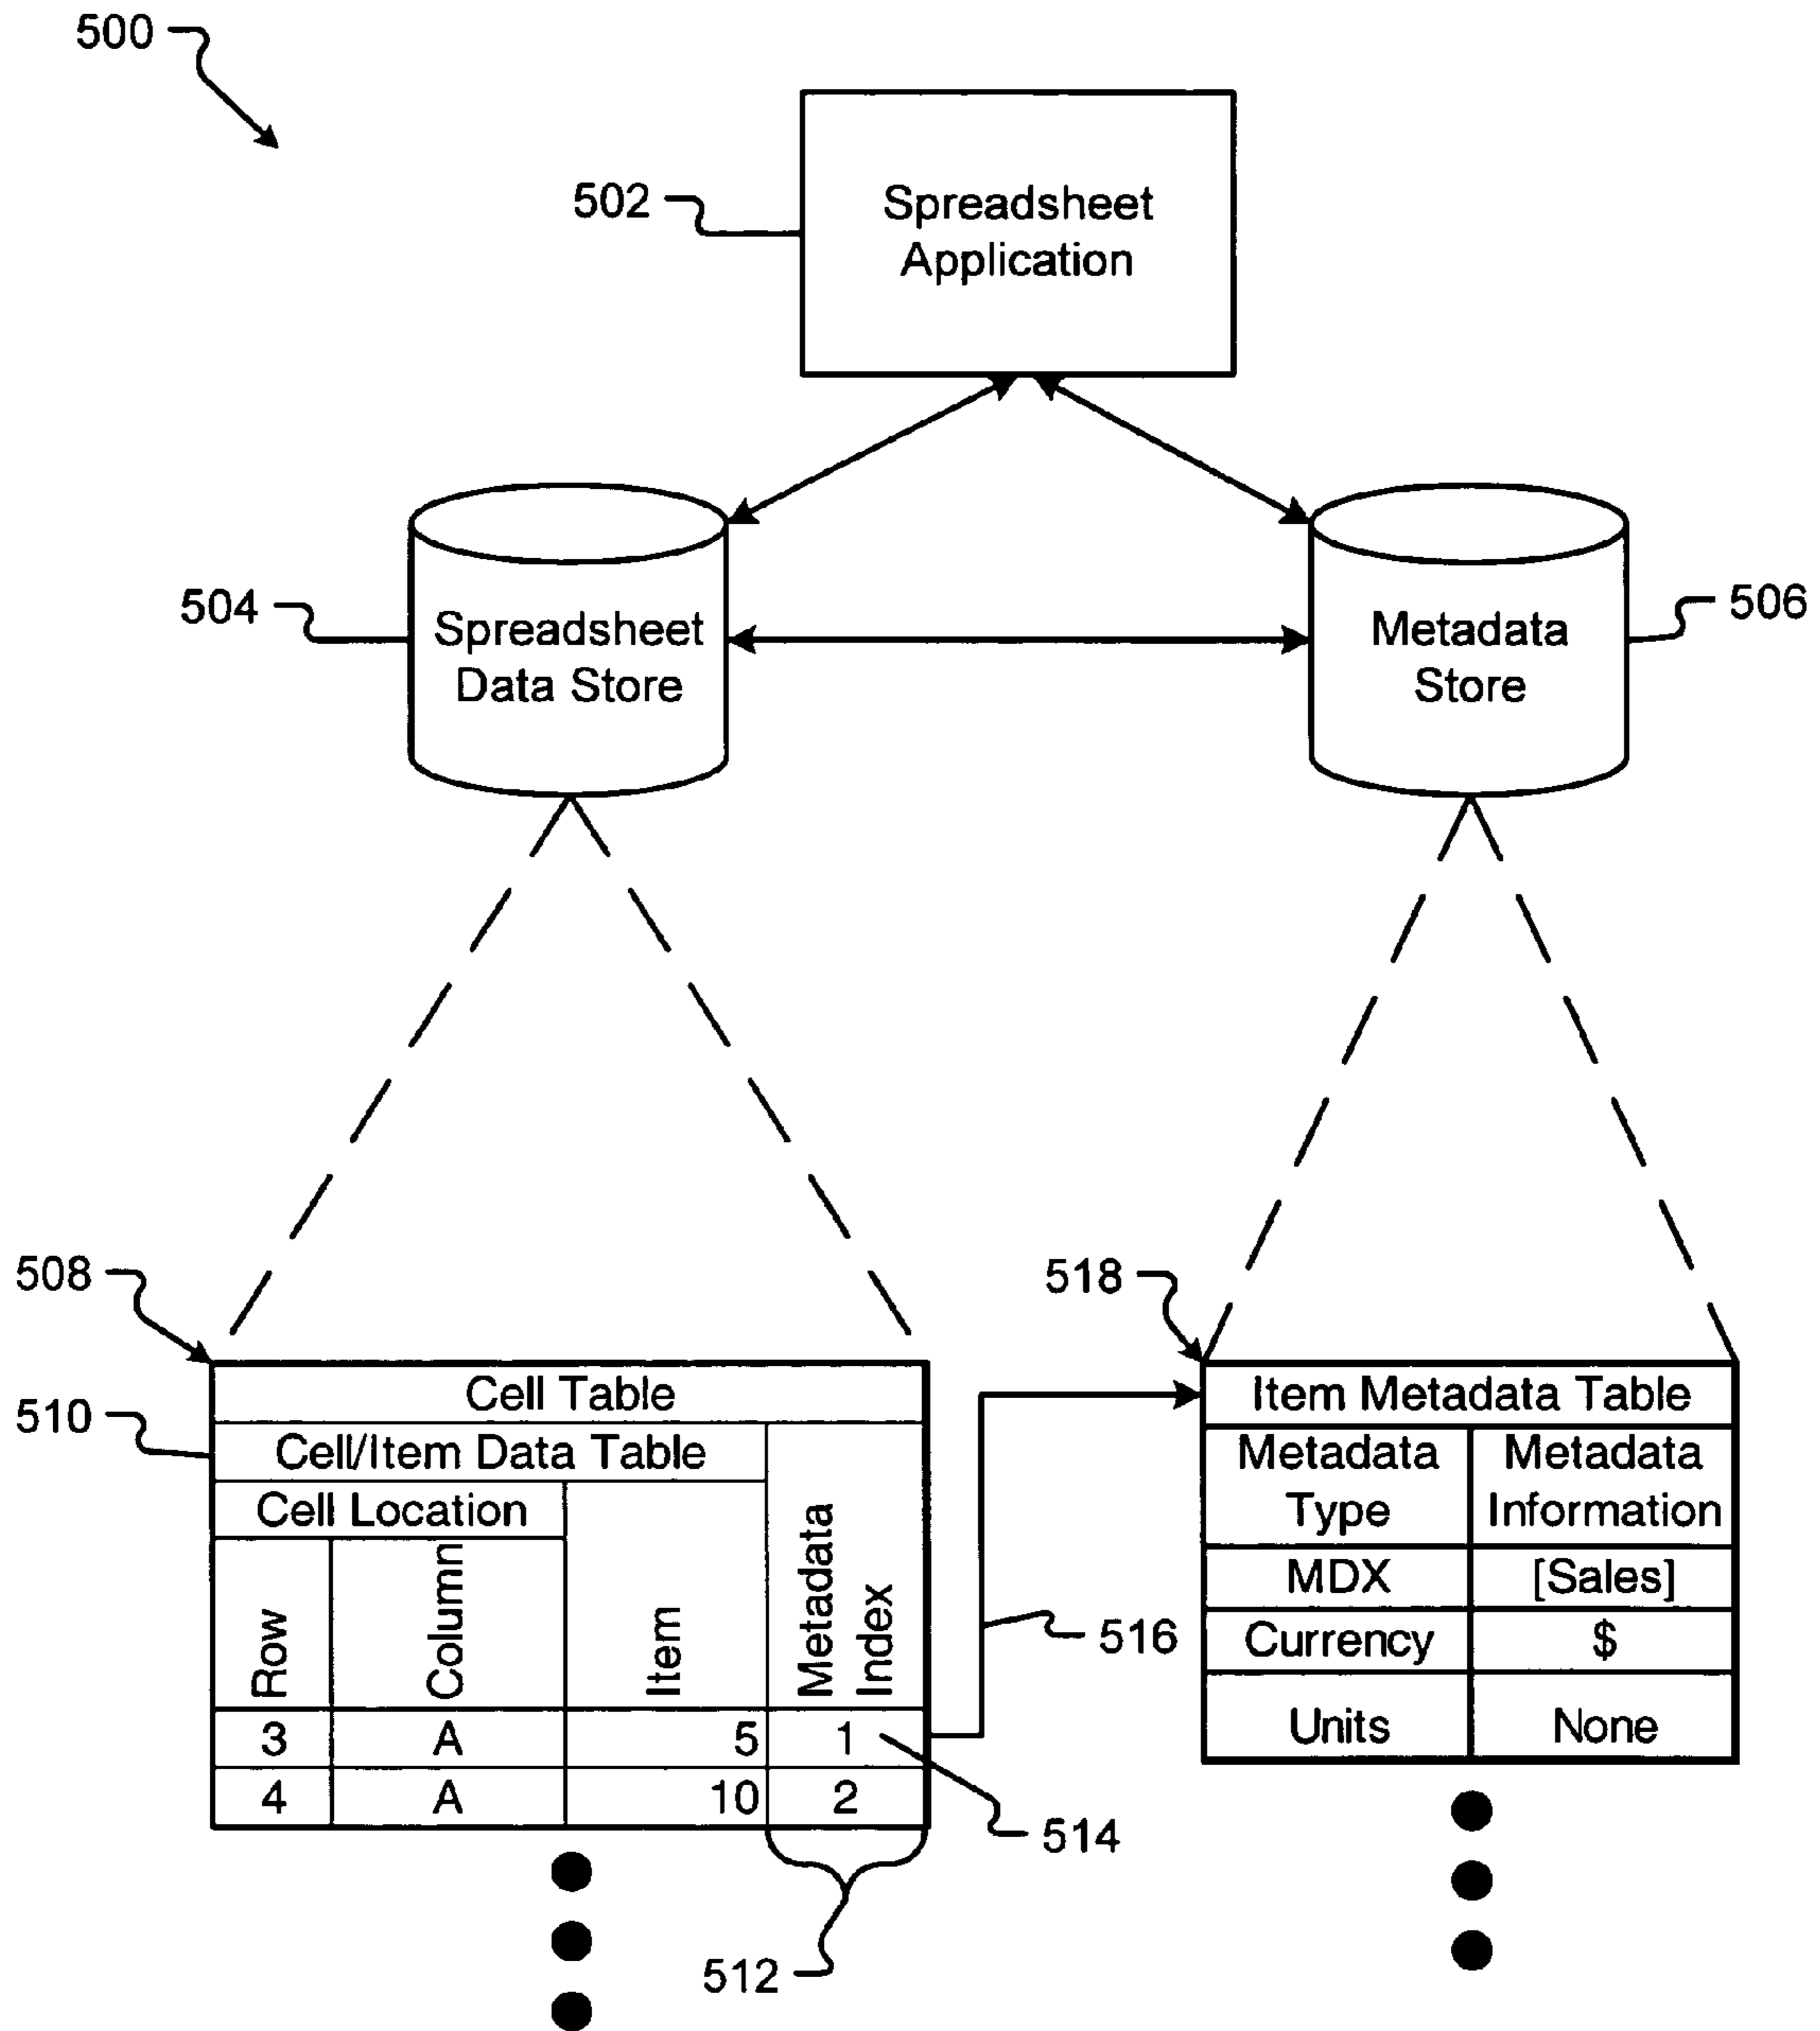 500
502
Spreadsheet
Application
504
Spreadsheet
Data Store
Metadata
Store
506
508
510
Cell Table
Cell/Item Data Table
Cell Location
Row
Column
Item
Metadata
Index
3 A 5 1
4 A 10 2
512
514
516
518
Item Metadata Table
Metadata
Type
Metadata
Information
MDX [Sales]
Currency $
Units None